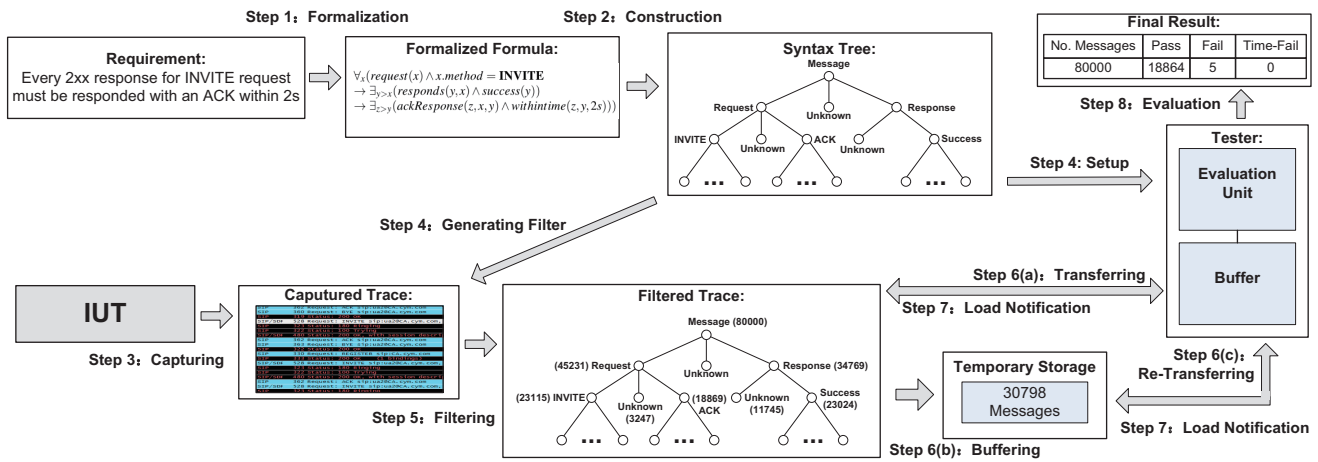 Step 1：Formalization
Step 2：Construction
Requirement:
Every 2xx response for INVITE request
must be responded with an ACK within 2s
Formalized Formula:
∀x(request(x) ∧ x.method = INVITE
→ ∃y>x(responds(y,x) ∧ success(y))
→ ∃z>y(ackResponse(z,x,y) ∧ withintime(z,y,2s)))
Syntax Tree:
Message
Request
Unknown
Response
INVITE
Unknown
ACK
Unknown
Success
...
...
...
Final Result:
No. Messages Pass Fail Time-Fail
80000 18864 5 0
Step 8：Evaluation
Tester:
Evaluation
Unit
Buffer
Step 4: Setup
Step 4：Generating Filter
IUT
Step 3：Capturing
Caputured Trace:
Step 5：Filtering
Filtered Trace:
Message (80000)
(45231) Request
Unknown
Response (34769)
(23115) INVITE
Unknown
(3247)
(18869)
ACK
Unknown
(11745)
Success
(23024)
...
...
...
Step 6(a)：Transferring
Step 7：Load Notification
Temporary Storage
30798
Messages
Step 6(b)：Buffering
Step 6(c)：
Re-Transferring
Step 7：Load Notification